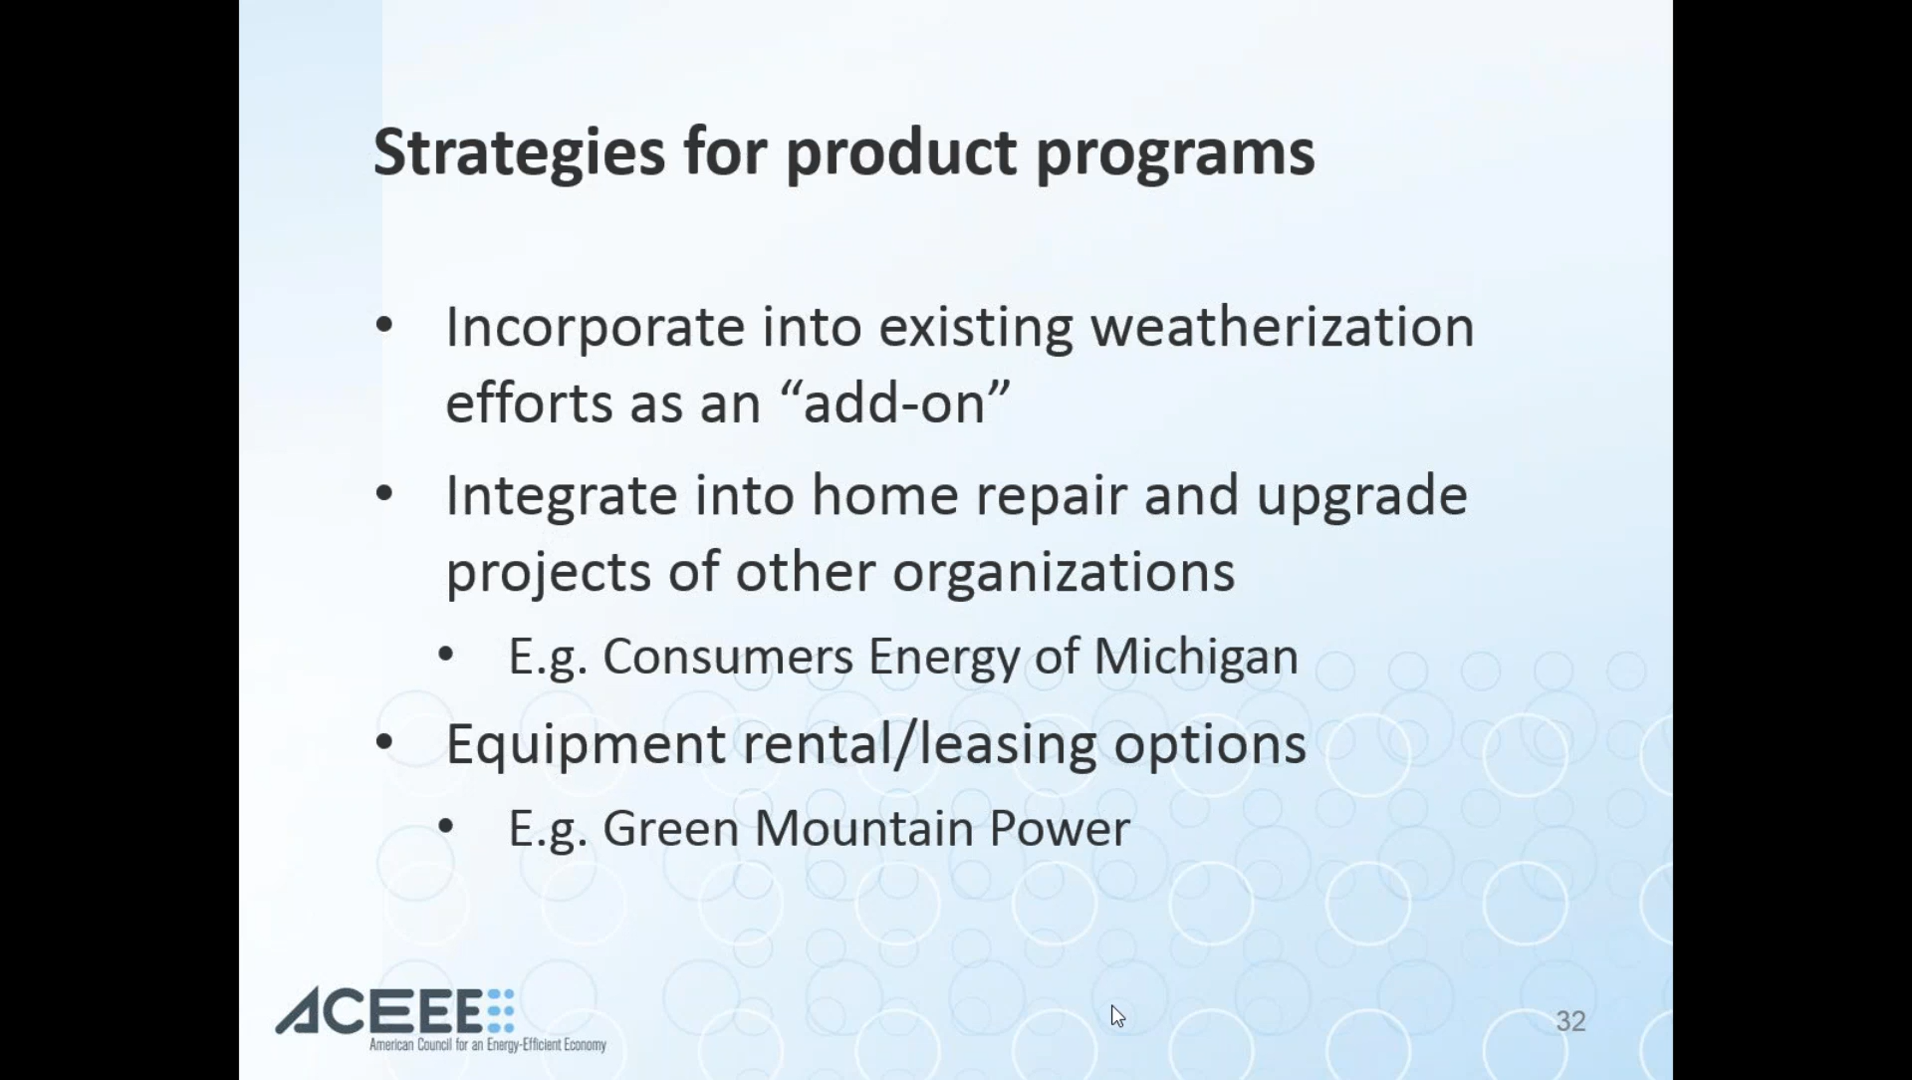 Strategies for product programs
• Incorporate into existing weatherization
efforts as an “add-on”
• Integrate into home repair and upgrade
projects of other organizations
• E.g. Consumers Energy of Michigan
• Equipment rental/leasing options
• E.g. Green Mountain Power
ACEEE
American Council for an Energy-Efficient Economy
32